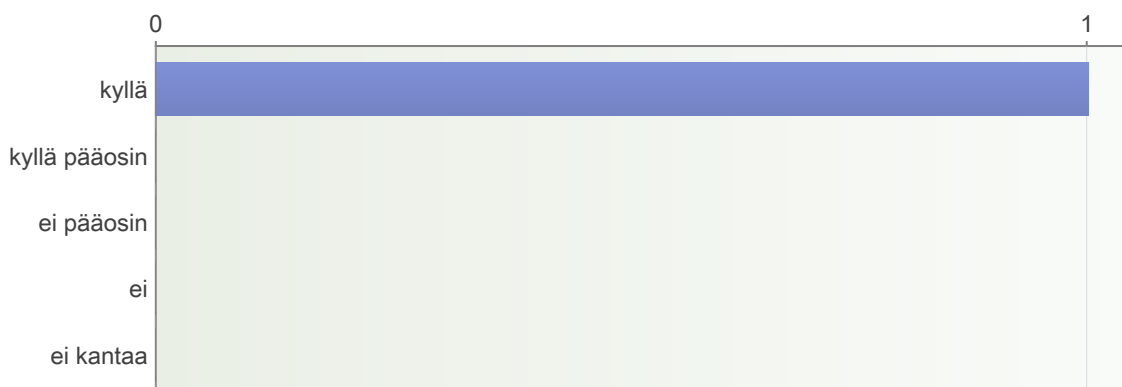 0 1
kyllä
kyllä pääosin
ei pääosin
ei
ei kantaa